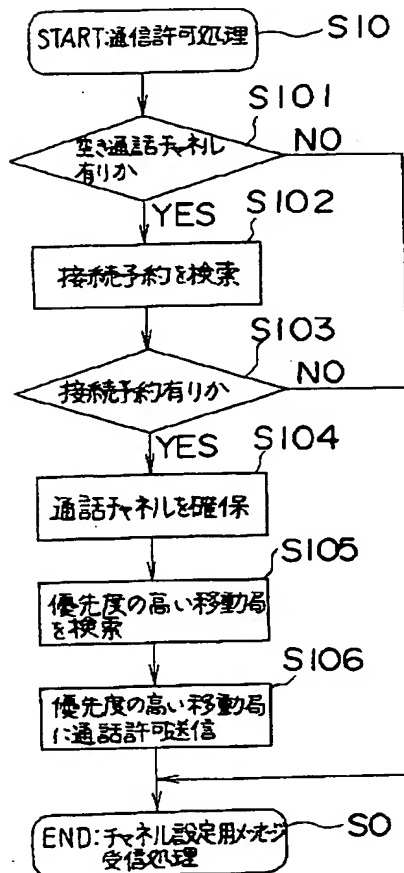 START:通信許可処理
S10
S101
空き通話チャネル
有りか
NO
YES
S102
接続予約を検索
S103
接続予約有りか
NO
YES
S104
通話チャネルを確保
S105
優先度の高い移動局
を検索
S106
優先度の高い移動局
に通話許可送信
END:チャネル設定用メッセージ
受信処理
S0